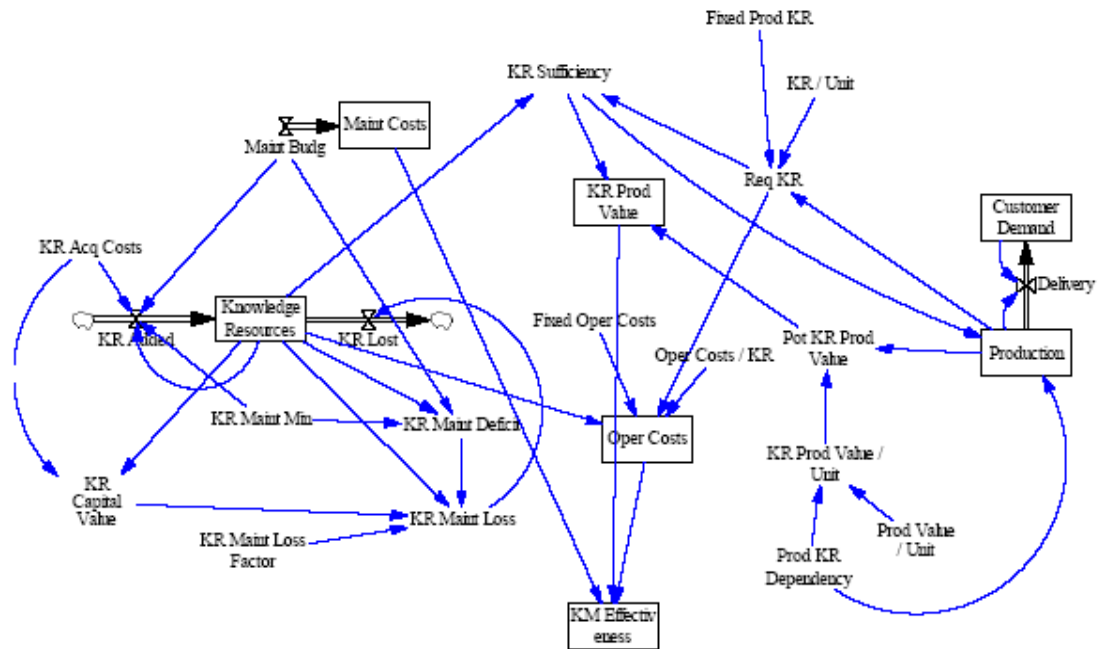 Fixed Prod KR
KR Sufficiency
KR / Unit
Maint Costs
Maint Budg
Req KR
KR Prod
Value
Customer
Demand
KR Acq Costs
Delivery
Knowledge
Resources
KR Added
KR Lost
Fixed Oper Costs
Pot KR Prod
Value
Oper Costs / KR
Production
KR Maint Min
KR Maint Deficit
Oper Costs
KR Prod Value /
Unit
KR
Capital
Value
KR Maint Loss
KR Maint Loss
Factor
Prod Value
/ Unit
Prod KR
Dependency
KM Effectiv
eness